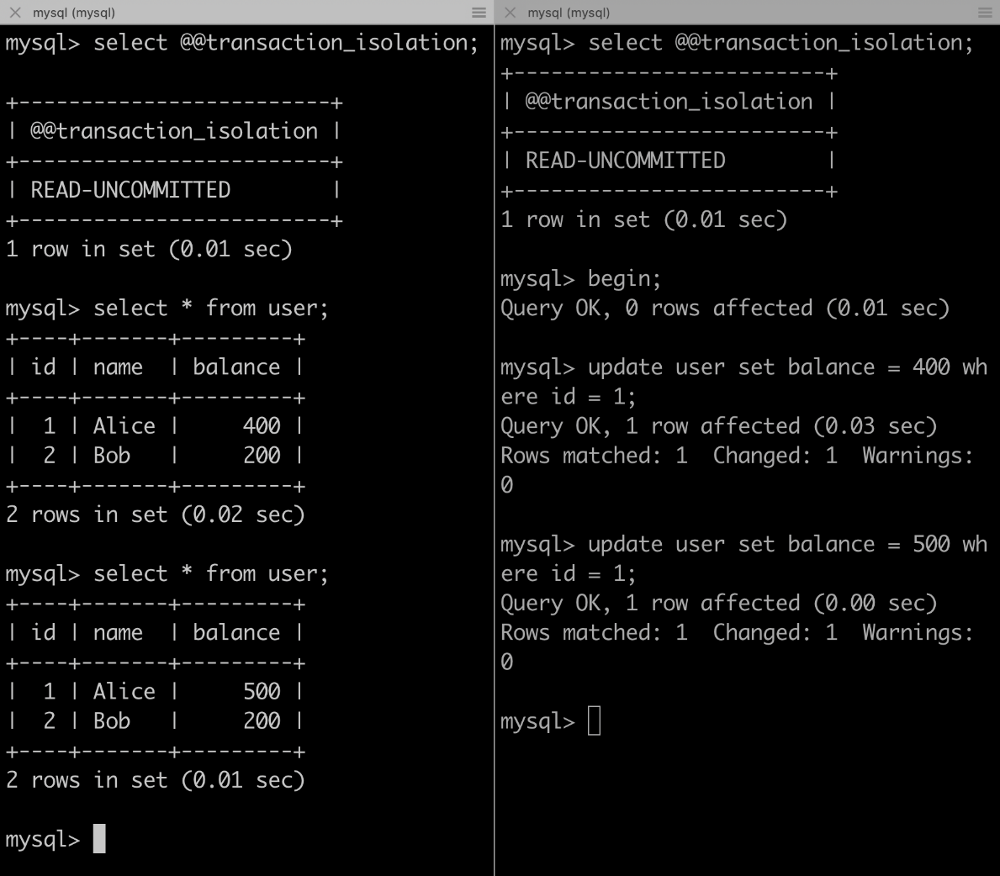 mysql (mysql)
mysql> select @@transaction_isolation;
+-------------------------+
| @@transaction_isolation |
+-------------------------+
| READ-UNCOMMITTED        |
+-------------------------+
1 row in set (0.01 sec)
mysql> select * from user;
+----+-------+---------+
| id | name  | balance |
+----+-------+---------+
|  1 | Alice |     400 |
|  2 | Bob   |     200 |
+----+-------+---------+
2 rows in set (0.02 sec)
mysql> select * from user;
+----+-------+---------+
| id | name  | balance |
+----+-------+---------+
|  1 | Alice |     500 |
|  2 | Bob   |     200 |
+----+-------+---------+
2 rows in set (0.01 sec)
mysql>
mysql (mysql)
mysql> select @@transaction_isolation;
+-------------------------+
| @@transaction_isolation |
+-------------------------+
| READ-UNCOMMITTED        |
+-------------------------+
1 row in set (0.01 sec)
mysql> begin;
Query OK, 0 rows affected (0.01 sec)
mysql> update user set balance = 400 wh
ere id = 1;
Query OK, 1 row affected (0.03 sec)
Rows matched: 1  Changed: 1  Warnings:
0
mysql> update user set balance = 500 wh
ere id = 1;
Query OK, 1 row affected (0.00 sec)
Rows matched: 1  Changed: 1  Warnings:
0
mysql>